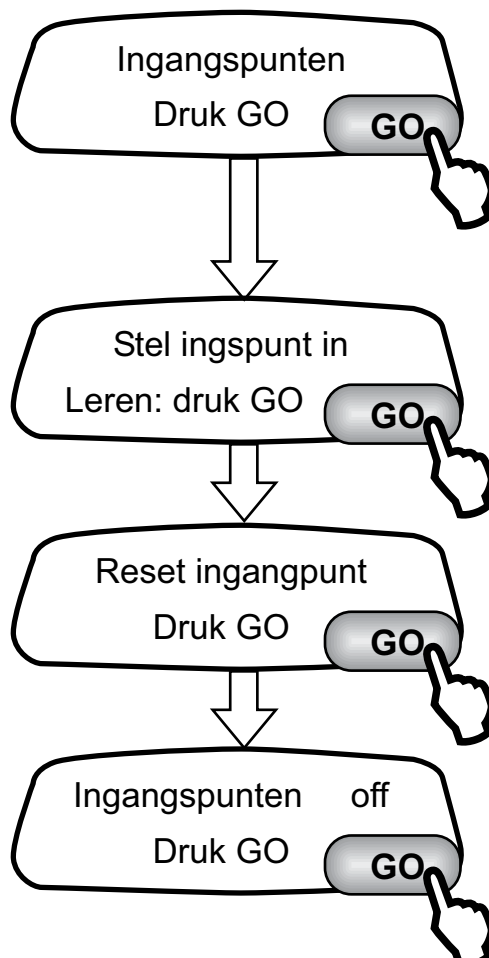 Ingangspunten
Druk GO
GO
Stel ingspunt in
Leren: druk GO
GO
Reset ingangpunt
Druk GO
GO
Ingangspunten off
Druk GO
GO